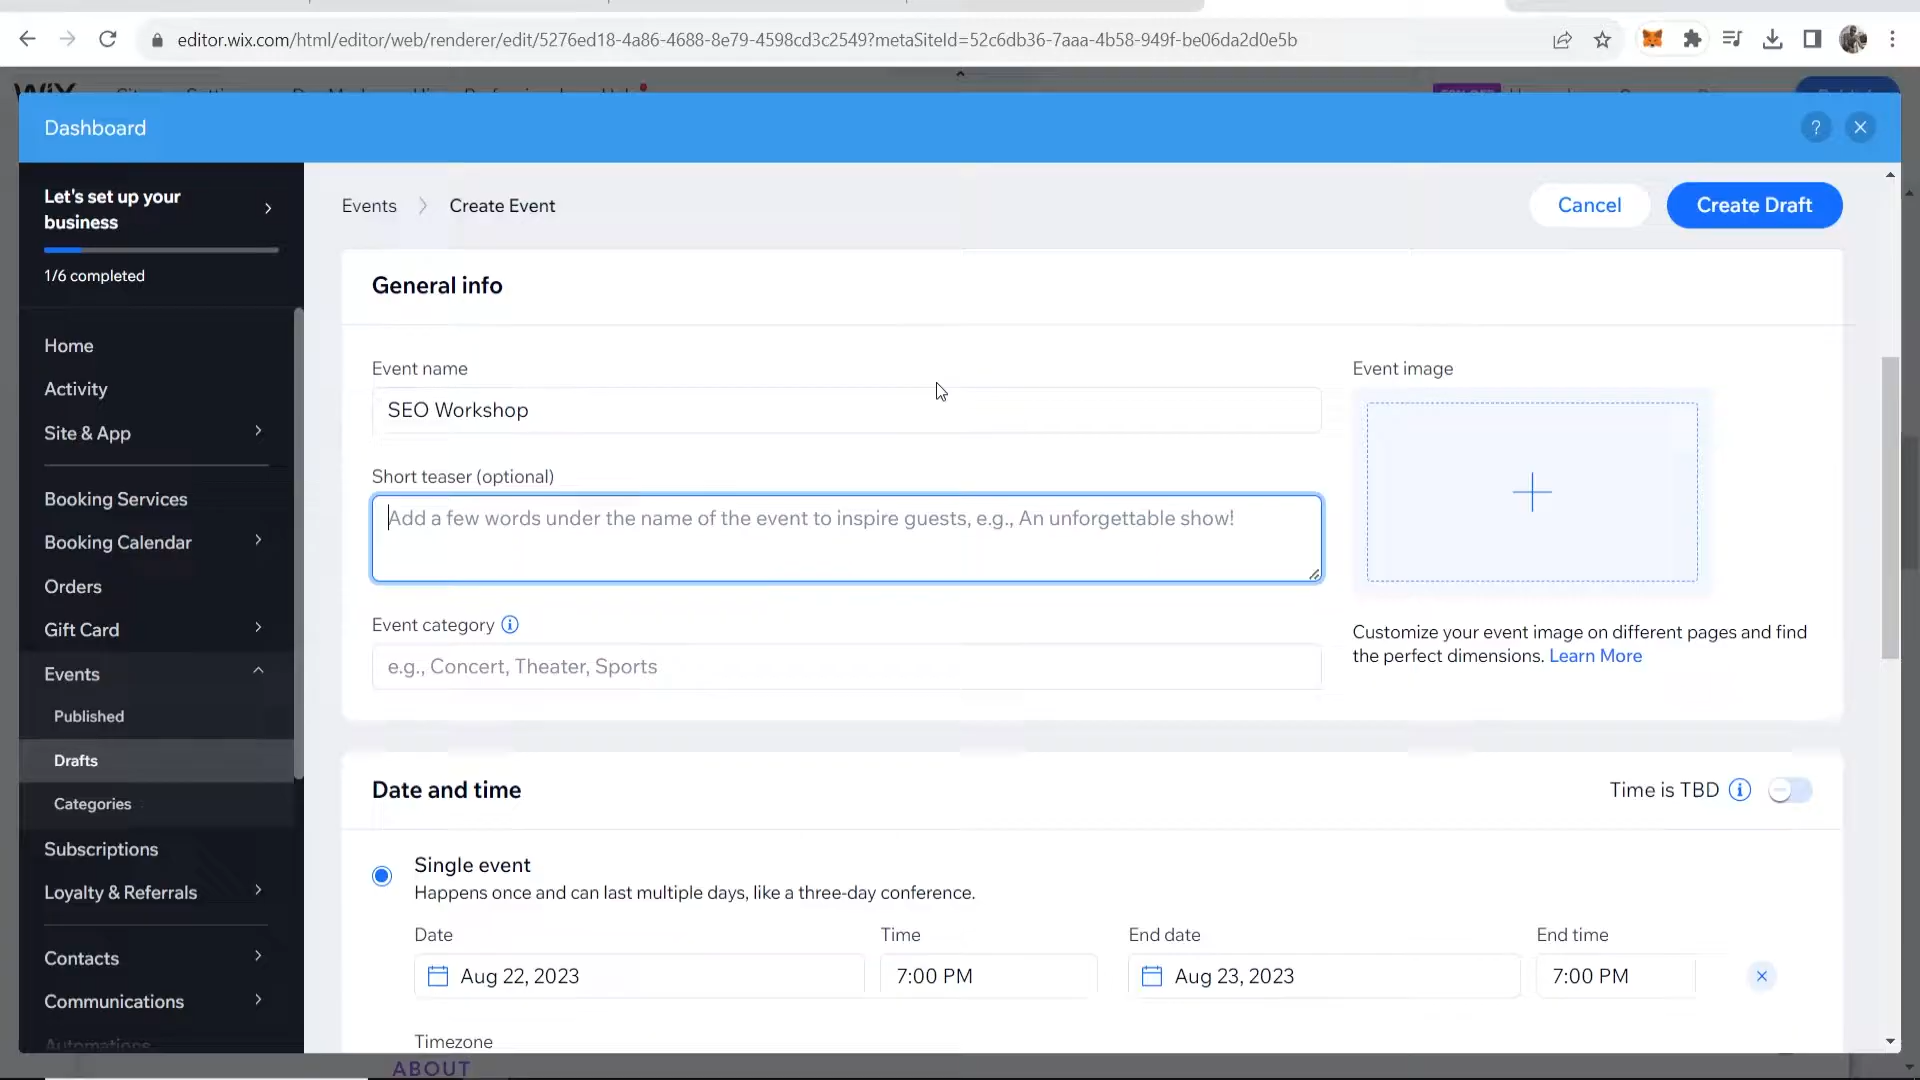 editor.wix.com/html/editor/web/renderer/edit/5276ed18-4a86-4688-8e79-4598cd3c2549?metaSiteId=52c6db36-7aaa-4b58-949f-be06da2d0e5b
Dashboard
?
Let's set up your
business
1/6 completed
Home
Activity
Site & App
Booking Services
Booking Calendar
Orders
Gift Card
Events
Published
Drafts
Categories
Subscriptions
Loyalty & Referrals
Contacts
Communications
Automations
Events
Create Event
Cancel
Create Draft
General info
Event name
SEO Workshop
Short teaser (optional)
Add a few words under the name of the event to inspire guests, e.g., An unforgettable show!
Event category
e.g., Concert, Theater, Sports
Event image
Customize your event image on different pages and find
the perfect dimensions. Learn More
Date and time
Time is TBD
Single event
Happens once and can last multiple days, like a three-day conference.
Date
Time
End date
End time
Aug 22, 2023
7:00 PM
Aug 23, 2023
7:00 PM
Timezone
ABOUT